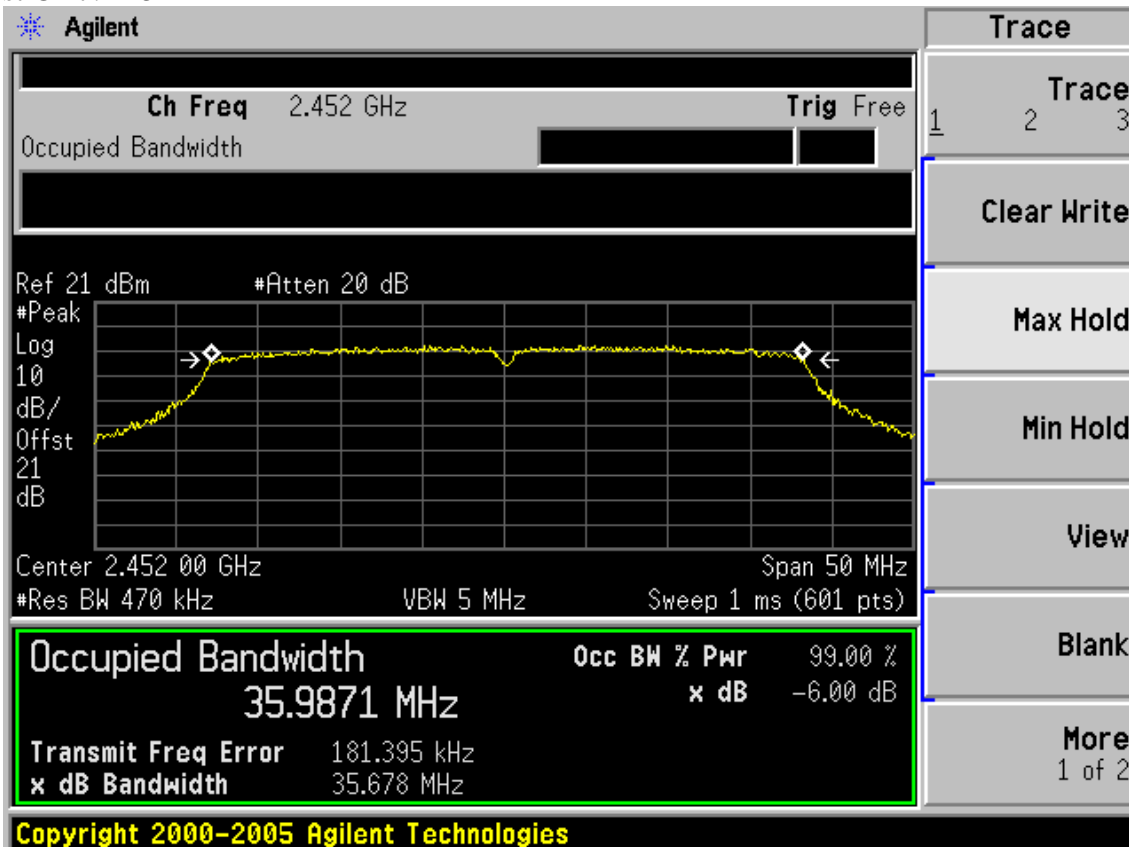 Agilent
Trace
Ch Freq 2.452 GHz Trig Free
Occupied Bandwidth
Trace
1 2 3
Clear Write
Max Hold
Min Hold
View
Blank
More
1 of 2
Ref 21 dBm #Atten 20 dB
#Peak
Log
10
dB/
Offst
21
dB
Center 2.452 00 GHz Span 50 MHz
#Res BW 470 kHz VBW 5 MHz Sweep 1 ms (601 pts)
Occupied Bandwidth Occ BW % Pwr 99.00 %
35.9871 MHz x dB -6.00 dB
Transmit Freq Error 181.395 kHz
x dB Bandwidth 35.678 MHz
Copyright 2000-2005 Agilent Technologies